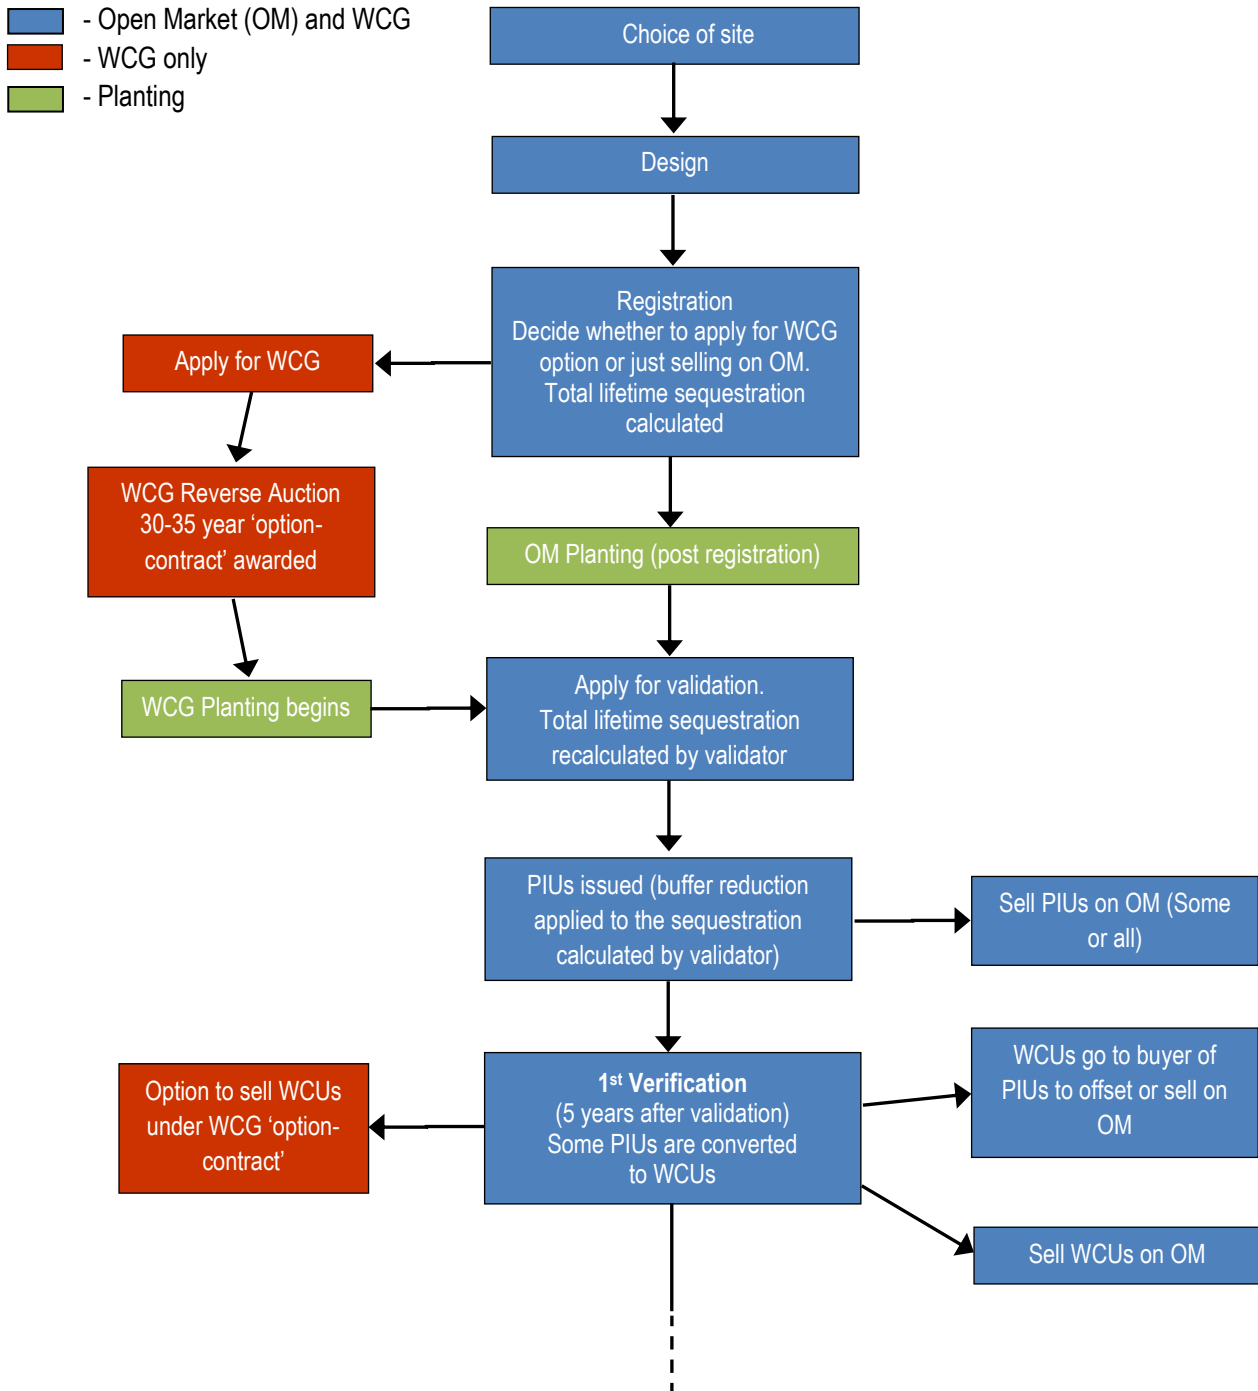 - Open Market (OM) and WCG
- WCG only
- Planting
Choice of site
Design
Registration
Decide whether to apply for WCG
option or just selling on OM.
Total lifetime sequestration
calculated
Apply for WCG
WCG Reverse Auction
30-35 year ‘option-
contract’ awarded
OM Planting (post registration)
WCG Planting begins
Apply for validation.
Total lifetime sequestration
recalculated by validator
PIUs issued (buffer reduction
applied to the sequestration
calculated by validator)
Sell PIUs on OM (Some
or all)
1st Verification
(5 years after validation)
Some PIUs are converted
to WCUs
WCUs go to buyer of
PIUs to offset or sell on
OM
Option to sell WCUs
under WCG ‘option-
contract’
Sell WCUs on OM